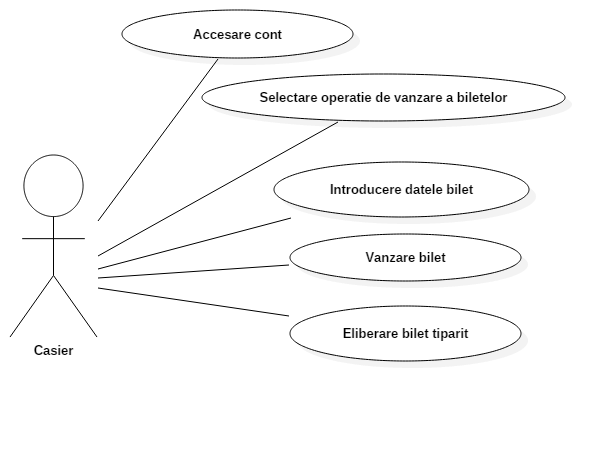 Accesare cont
Selectare operatie de vanzare a biletelor
Introducere datele bilet
Vanzare bilet
Eliberare bilet tiparit
Casier